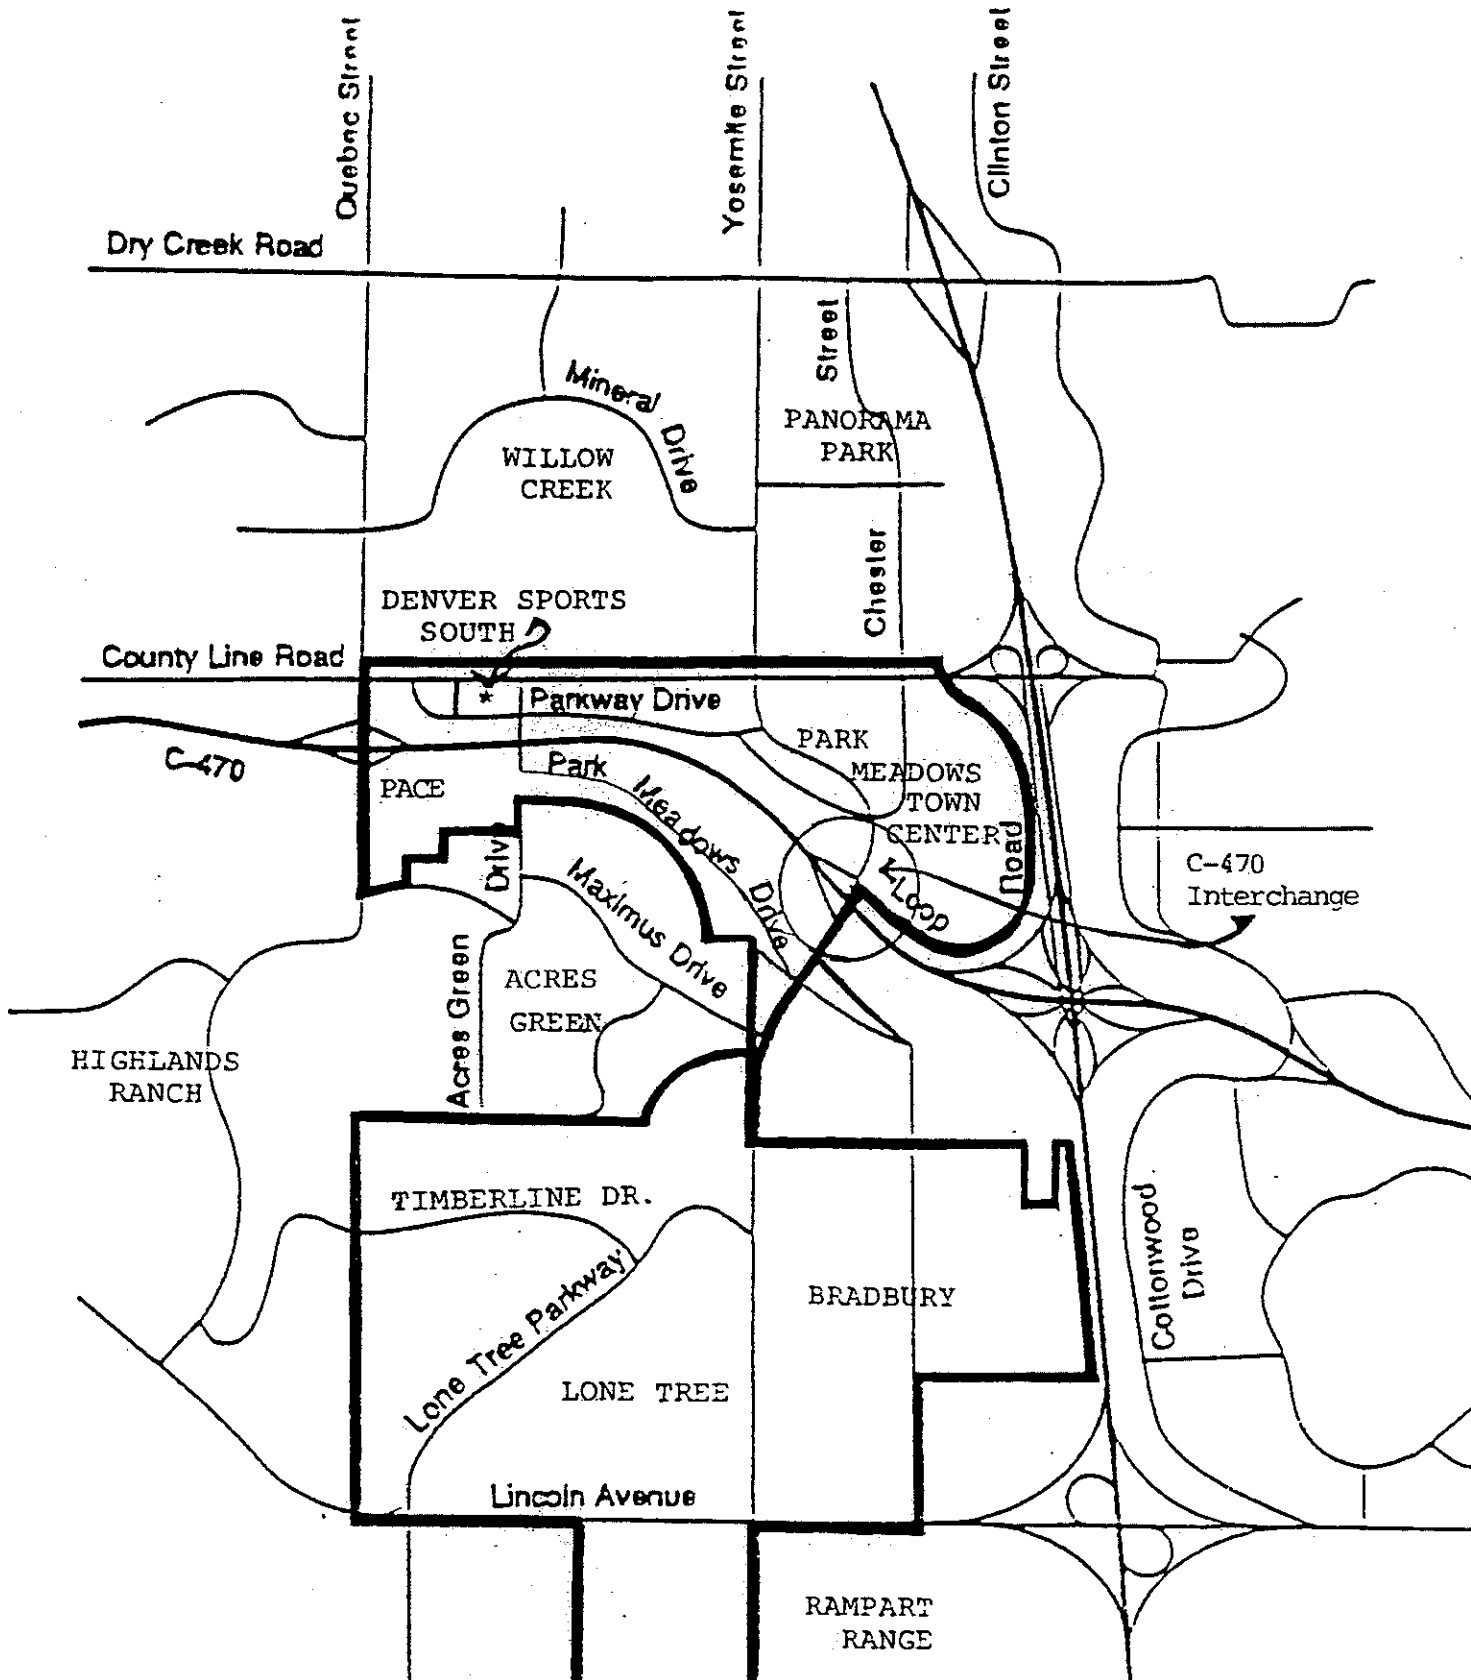 Quebec Street
Yosemite Street
Clinton Street
Dry Creek Road
Street
Mineral Drive
PANORAMA
PARK
WILLOW
CREEK
Chester
DENVER SPORTS
SOUTH
County Line Road
*
Parkway Drive
C-470
PARK
MEADOWS
TOWN
CENTER
Park Meadows Drive
PACE
Road
Drive
Maximus Drive
Loop
C-470
Interchange
Acres Green
ACRES
GREEN
HIGHLANDS
RANCH
TIMBERLINE DR.
Cottonwood
Drive
BRADBURY
Lone Tree Parkway
LONE TREE
Lincoln Avenue
RAMPART
RANGE